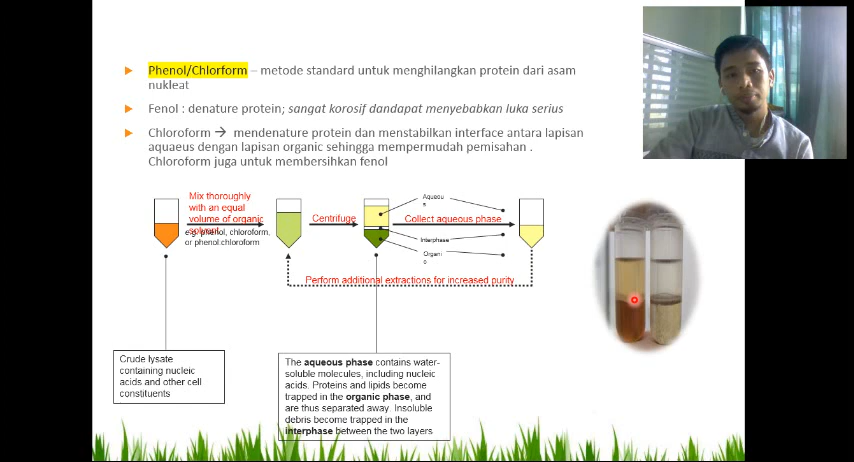 Phenol/Chlorform – metode standard untuk menghilangkan protein dari asam
nukleat
Fenol : denature protein; sangat korosif dandapat menyebabkan luka serius
Chloroform → mendenature protein dan menstabilkan interface antara lapisan
aquaeus dengan lapisan organic sehingga mempermudah pemisahan .
Chloroform juga untuk membersihkan fenol
Mix thoroughly
with an equal
volume of organic
solvent
e.g. phenol, chloroform,
or phenol:chloroform
Centrifuge
Aqueou
s
Collect aqueous phase
Interphase
Organi
c
Perform additional extractions for increased purity
Crude lysate
containing nucleic
acids and other cell
constituents
The aqueous phase contains water-
soluble molecules, including nucleic
acids. Proteins and lipids become
trapped in the organic phase, and
are thus separated away. Insoluble
debris become trapped in the
interphase between the two layers